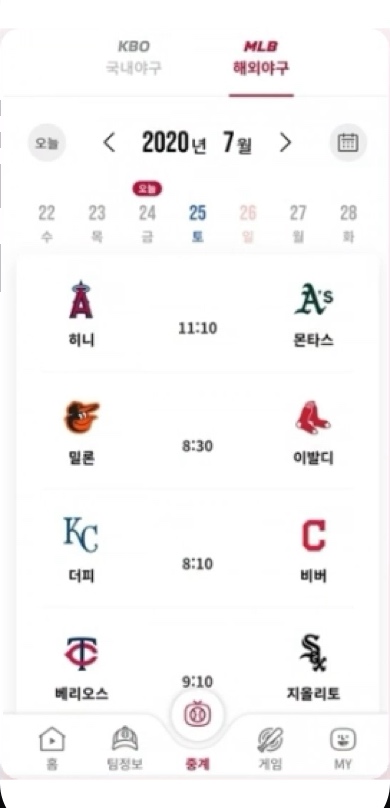 KBO MLB
국내야구 해외야구
오늘 < 2020년 7월 >
오늘
22 23 24 25 26 27 28
수 목 금 토 일 월 화
A A's
11:10
히니 몬타스
8:30
밀론 이발디
KC C
8:10
더피 비버
TC Sox
9:10
베리오스 지올리토
홈 팀정보 중계 게임 MY